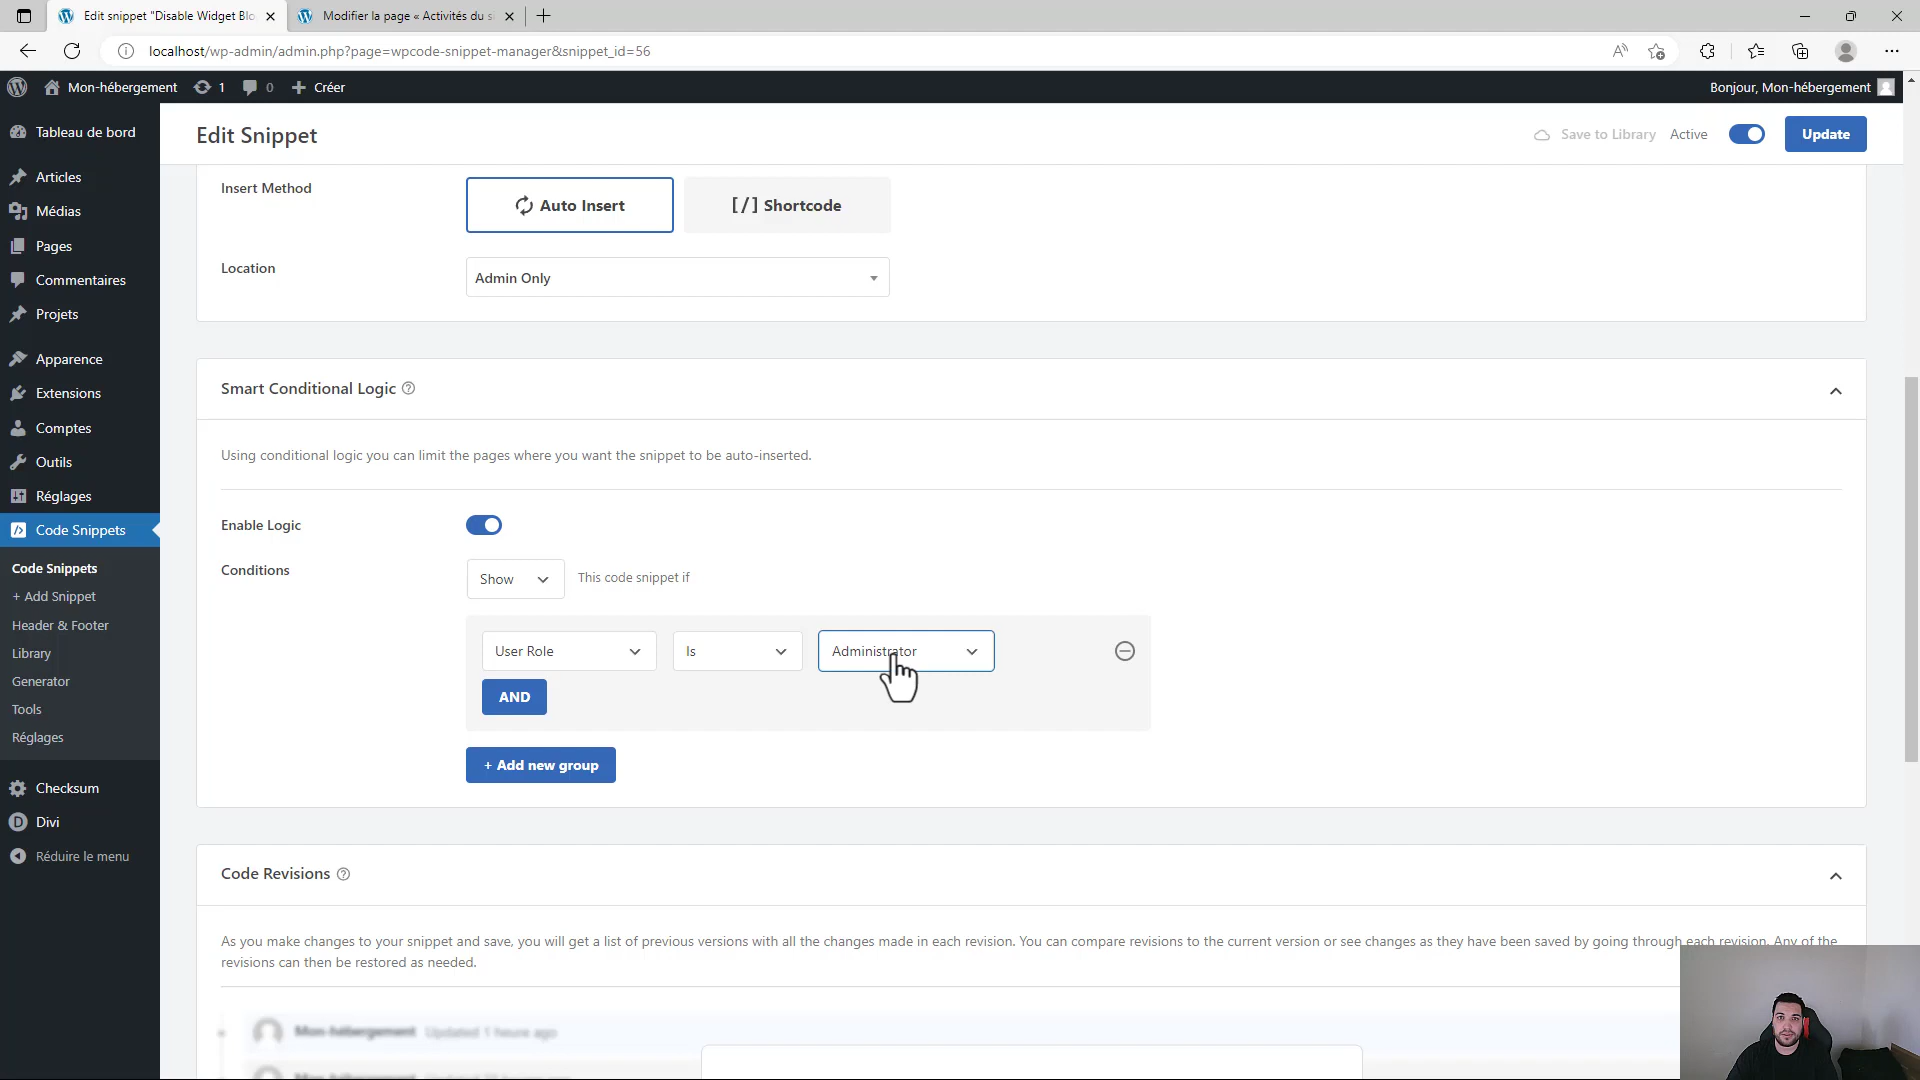 Edit snippet "Disable Widget Blo
Modifier la page « Activités du s
localhost/wp-admin/admin.php?page=wpcode-snippet-manager&snippet_id=56
Mon-hébergement
1
0
Créer
Bonjour, Mon-hébergement
Tableau de bord
Articles
Médias
Pages
Commentaires
Projets
Apparence
Extensions
Comptes
Outils
Réglages
Code Snippets
Code Snippets
+ Add Snippet
Header & Footer
Library
Generator
Tools
Réglages
Checksum
Divi
Réduire le menu
Edit Snippet
Save to Library
Active
Update
Insert Method
Auto Insert
[/] Shortcode
Location
Admin Only
Smart Conditional Logic
Using conditional logic you can limit the pages where you want the snippet to be auto-inserted.
Enable Logic
Conditions
Show
This code snippet if
User Role
Is
Administrator
AND
+ Add new group
Code Revisions
As you make changes to your snippet and save, you will get a list of previous versions with all the changes made in each revision. You can compare revisions to the current version or see changes as they have been saved by going through each revision. Any of the
revisions can then be restored as needed.
Mon-hébergement Updated 1 heure ago